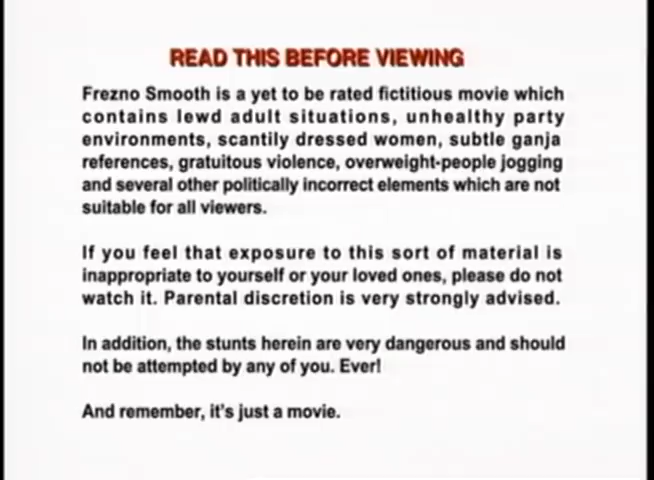 READ THIS BEFORE VIEWING
Frezno Smooth is a yet to be rated fictitious movie which
contains lewd adult situations, unhealthy party
environments, scantily dressed women, subtle ganja
references, gratuitous violence, overweight-people jogging
and several other politically incorrect elements which are not
suitable for all viewers.
If you feel that exposure to this sort of material is
inappropriate to yourself or your loved ones, please do not
watch it. Parental discretion is very strongly advised.
In addition, the stunts herein are very dangerous and should
not be attempted by any of you. Ever!
And remember, it's just a movie.